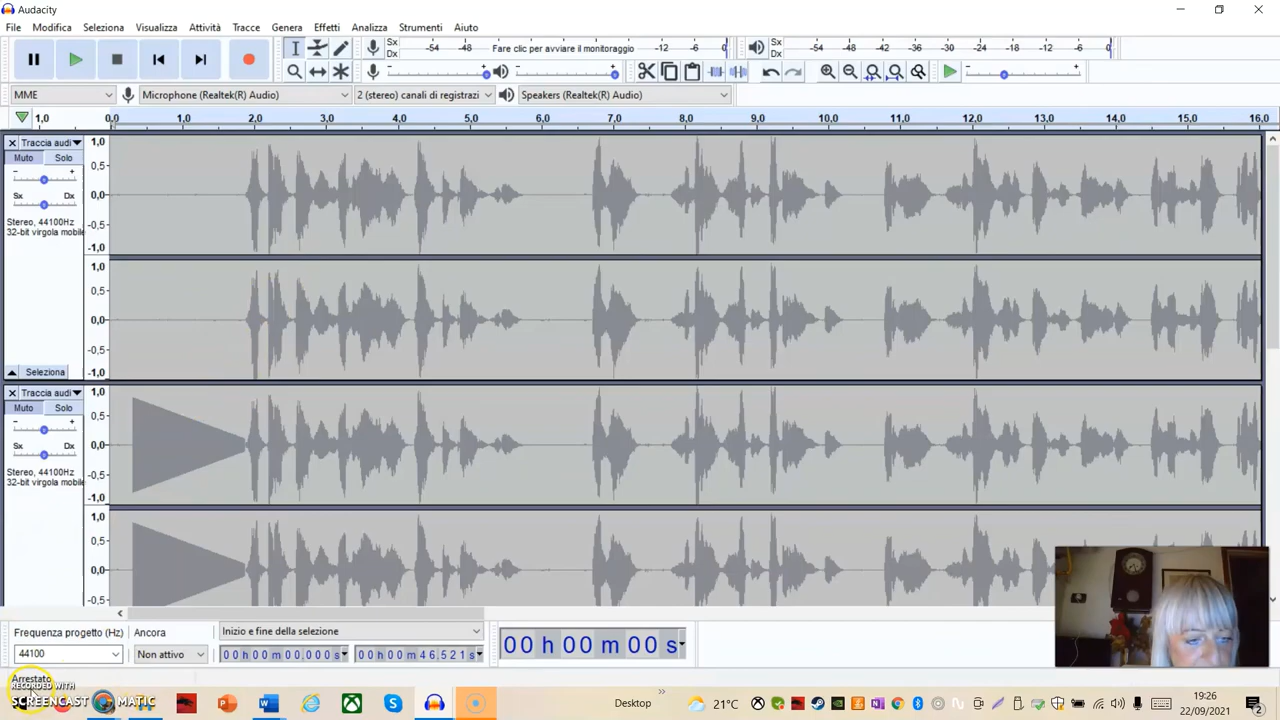 Audacity
File Modifica Seleziona Visualizza Attività Tracce Genera Effetti Analizza Strumenti Aiuto
Sx Dx -54 -48 Fare clic per avviare il monitoraggio -12 -6 0 Sx Dx -54 -48 -42 -36 -30 -24 -18 -12 -6 0
- + - + - +
MME Microphone (Realtek(R) Audio) 2 (stereo) canali di registrazi Speakers (Realtek(R) Audio)
1,0 0,0 1,0 2,0 3,0 4,0 5,0 6,0 7,0 8,0 9,0 10,0 11,0 12,0 13,0 14,0 15,0 16,0
Traccia audi 1,0
Muto Solo
0,5
- +
Sx Dx 0,0
Stereo, 44100Hz -0,5
32-bit virgola mobile
-1,0
1,0
0,5
0,0
-0,5
Seleziona -1,0
Traccia audi 1,0
Muto Solo
0,5
- +
Sx Dx 0,0
Stereo, 44100Hz -0,5
32-bit virgola mobile
-1,0
1,0
0,5
0,0
-0,5
Frequenza progetto (Hz) Ancora Inizio e fine della selezione
44100 Non attivo 00 h 00 m 00.000 s 00 h 00 m 46.521 s 00 h 00 m 00 s
Arrestato
RECORDED WITH
SCREENCAST MATIC
Desktop 21°C 19:26
22/09/2021
2